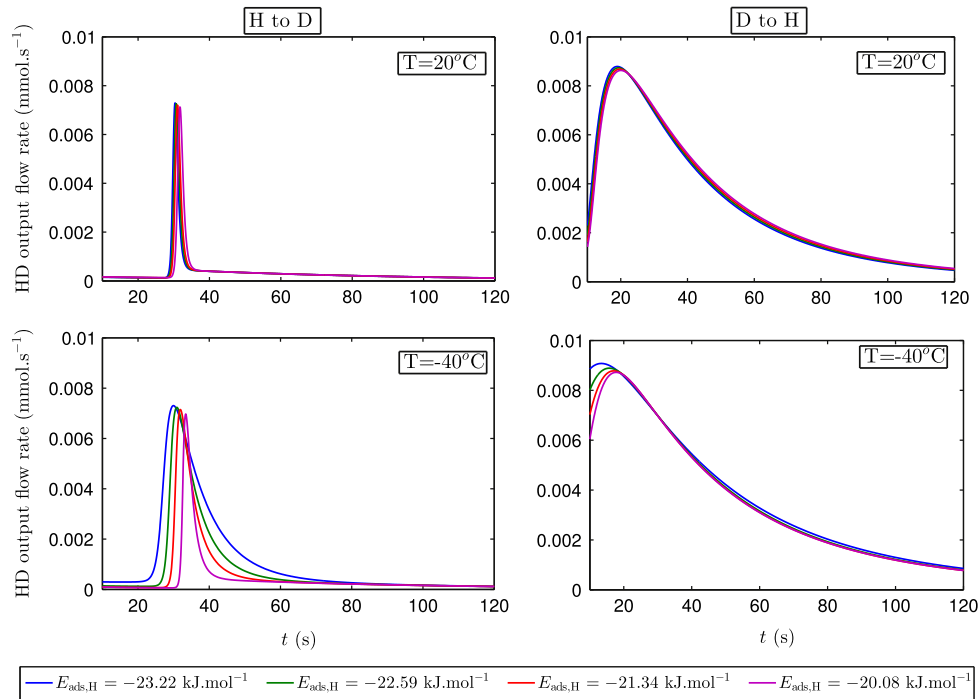 H to D
D to H
HD output flow rate (mmol.s⁻¹)
0.01
0.008
0.006
0.004
0.002
0
T=20°C
20 40 60 80 100 120
0.01
0.008
0.006
0.004
0.002
0
T=20°C
20 40 60 80 100 120
HD output flow rate (mmol.s⁻¹)
0.01
0.008
0.006
0.004
0.002
0
T=-40°C
20 40 60 80 100 120
t (s)
0.01
0.008
0.006
0.004
0.002
0
T=-40°C
20 40 60 80 100 120
t (s)
E_ads,H = −23.22 kJ.mol⁻¹ E_ads,H = −22.59 kJ.mol⁻¹ E_ads,H = −21.34 kJ.mol⁻¹ E_ads,H = −20.08 kJ.mol⁻¹